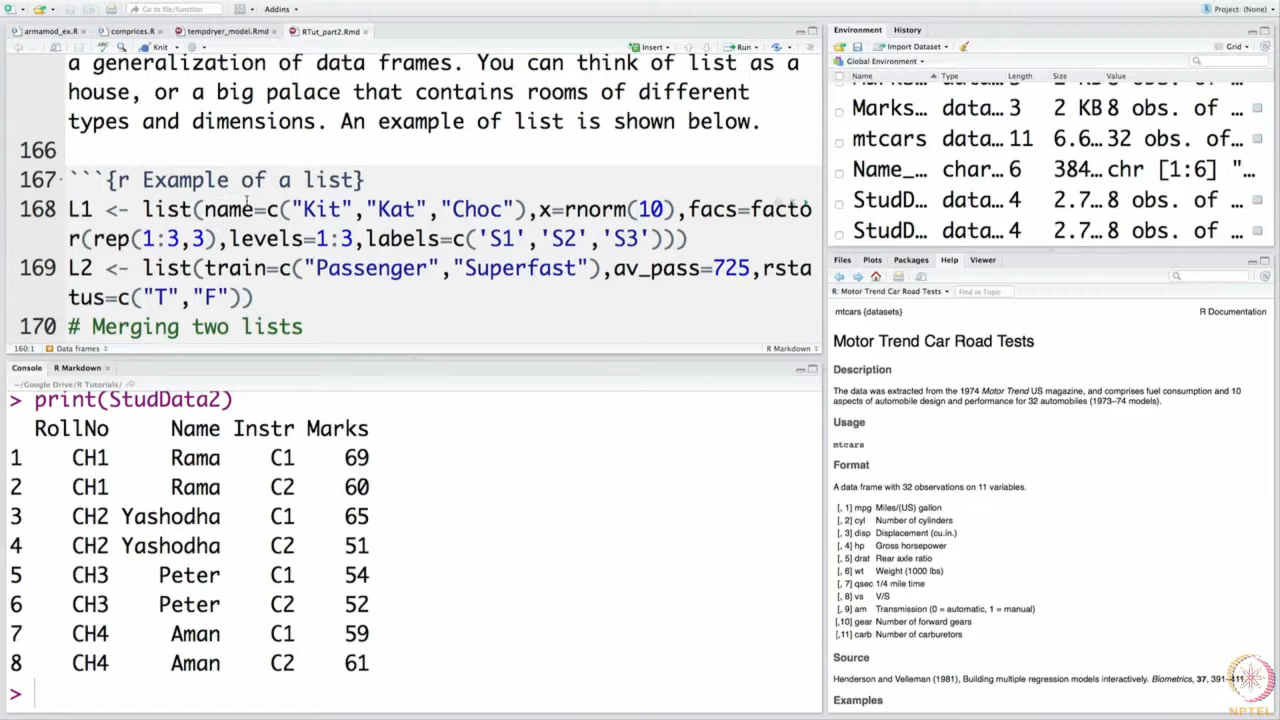 Go to file/function
Addins
Project: (None)
armamod_ex.R
comprices.R
tempdryer_model.Rmd
RTut_part2.Rmd
Knit
Insert
Run
a generalization of data frames. You can think of list as a
house, or a big palace that contains rooms of different
types and dimensions. An example of list is shown below.
166
167 ```{r Example of a list}
168 L1 <- list(name=c("Kit","Kat","Choc"),x=rnorm(10),facs=facto
r(rep(1:3,3),levels=1:3,labels=c('S1','S2','S3')))
169 L2 <-list(train=c("Passenger","Superfast"),av_pass=725,rsta
tus=c("T","F"))
170 # Merging two lists
160:1 Data frames
R Markdown
Console R Markdown
~/Google Drive/R Tutorials/
> print(StudData2)
RollNo Name Instr Marks
1 CH1 Rama C1 69
2 CH1 Rama C2 60
3 CH2 Yashodha C1 65
4 CH2 Yashodha C2 51
5 CH3 Peter C1 54
6 CH3 Peter C2 52
7 CH4 Aman C1 59
8 CH4 Aman C2 61
>
Environment History
Import Dataset
Grid
Global Environment
Name Type Length Size Value
Marks… data… 3 2 KB 8 obs. of …
mtcars data… 11 6.6… 32 obs. of…
Name_… char… 6 384… chr [1:6] "…
StudD… data… 4 2.7… 8 obs. of …
StudD… data… 4 2.7… 8 obs. of …
Files Plots Packages Help Viewer
R: Motor Trend Car Road Tests
Find in Topic
mtcars {datasets}
R Documentation
Motor Trend Car Road Tests
Description
The data was extracted from the 1974 Motor Trend US magazine, and comprises fuel consumption and 10
aspects of automobile design and performance for 32 automobiles (1973–74 models).
Usage
mtcars
Format
A data frame with 32 observations on 11 variables.
[, 1] mpg Miles/(US) gallon
[, 2] cyl Number of cylinders
[, 3] disp Displacement (cu.in.)
[, 4] hp Gross horsepower
[, 5] drat Rear axle ratio
[, 6] wt Weight (1000 lbs)
[, 7] qsec 1/4 mile time
[, 8] vs V/S
[, 9] am Transmission (0 = automatic, 1 = manual)
[,10] gear Number of forward gears
[,11] carb Number of carburetors
Source
Henderson and Velleman (1981), Building multiple regression models interactively. Biometrics, 37, 391–411.
Examples
NPTEL